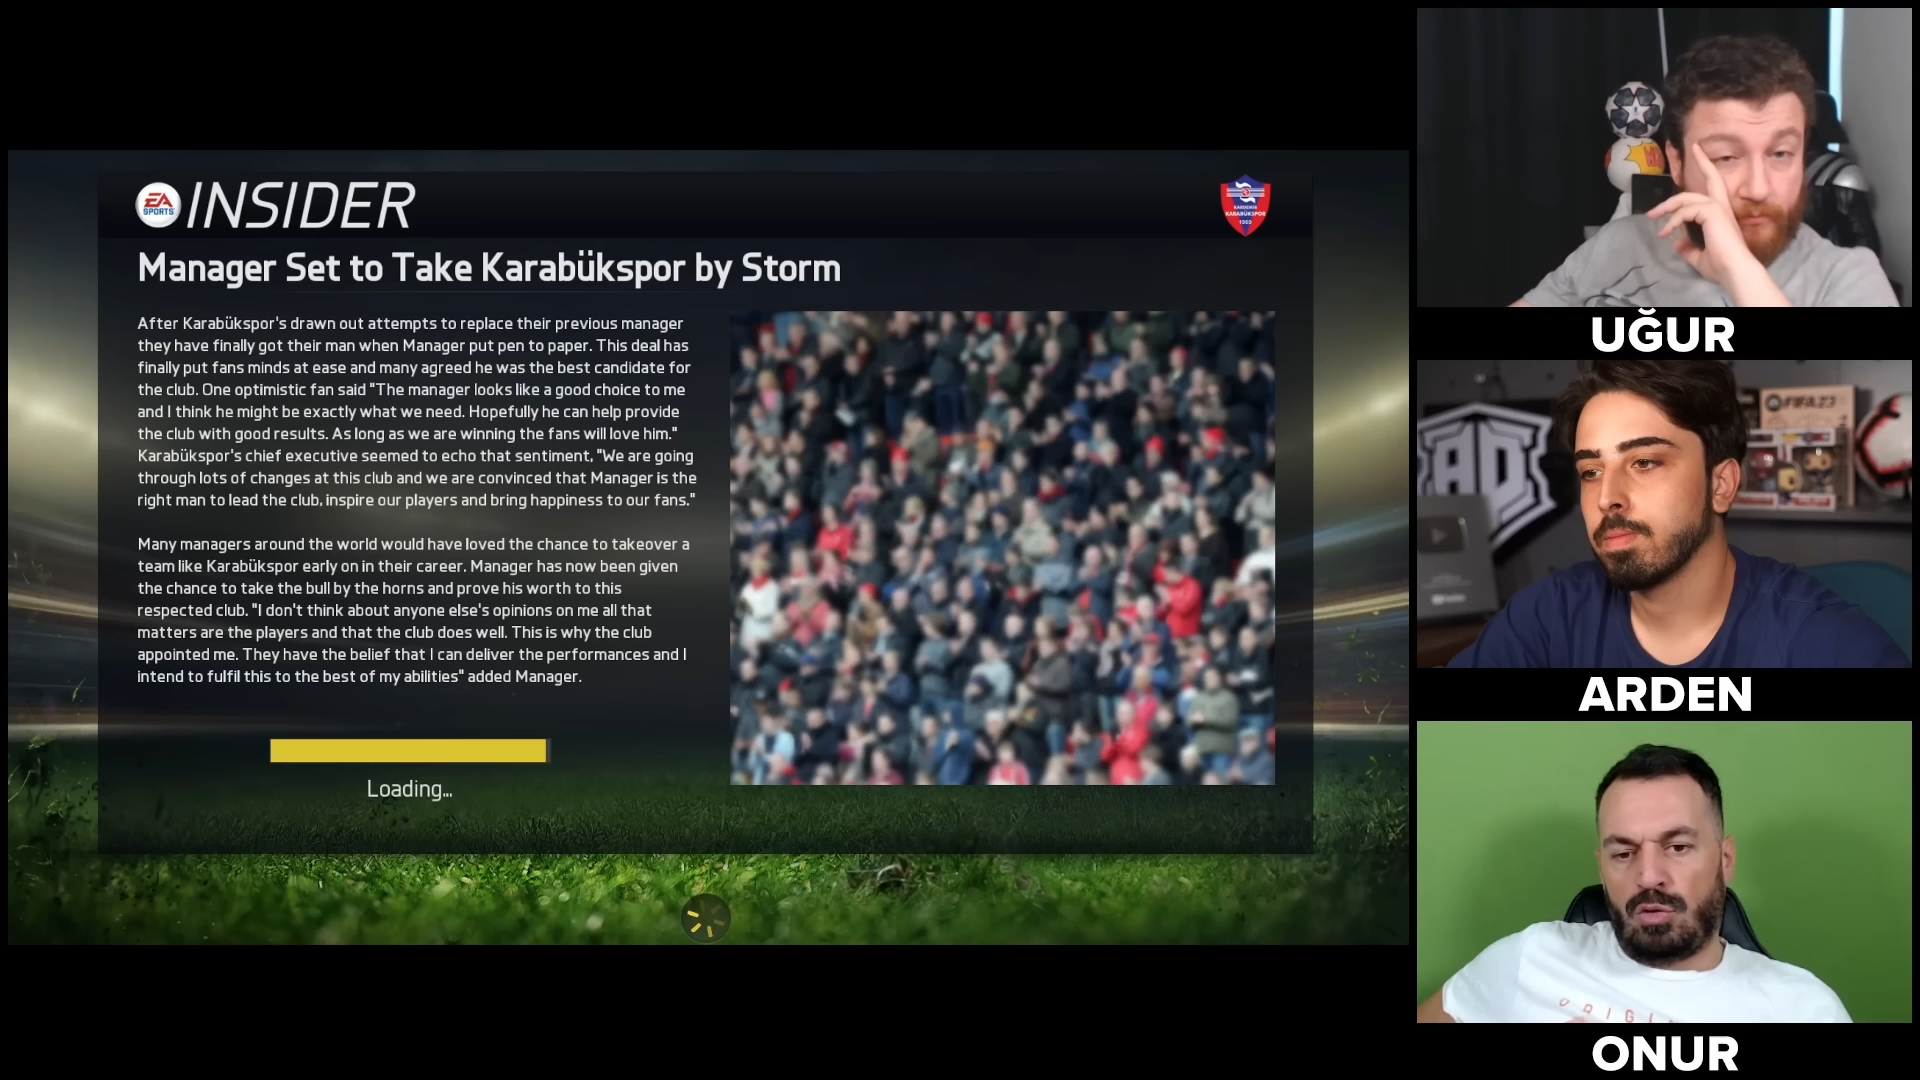 EA
SPORTS
INSIDER
KARDEMİR
KARABÜKSPOR
1969
Manager Set to Take Karabükspor by Storm
After Karabükspor's drawn out attempts to replace their previous manager
they have finally got their man when Manager put pen to paper. This deal has
finally put fans minds at ease and many agreed he was the best candidate for
the club. One optimistic fan said "The manager looks like a good choice to me
and I think he might be exactly what we need. Hopefully he can help provide
the club with good results. As long as we are winning the fans will love him."
Karabükspor's chief executive seemed to echo that sentiment, "We are going
through lots of changes at this club and we are convinced that Manager is the
right man to lead the club, inspire our players and bring happiness to our fans."
Many managers around the world would have loved the chance to takeover a
team like Karabükspor early on in their career. Manager has now been given
the chance to take the bull by the horns and prove his worth to this
respected club. "I don't think about anyone else's opinions on me all that
matters are the players and that the club does well. This is why the club
appointed me. They have the belief that I can deliver the performances and I
intend to fulfil this to the best of my abilities" added Manager.
Loading...
UĞUR
FIFA 23
AD
ARDEN
ORIGI
ONUR